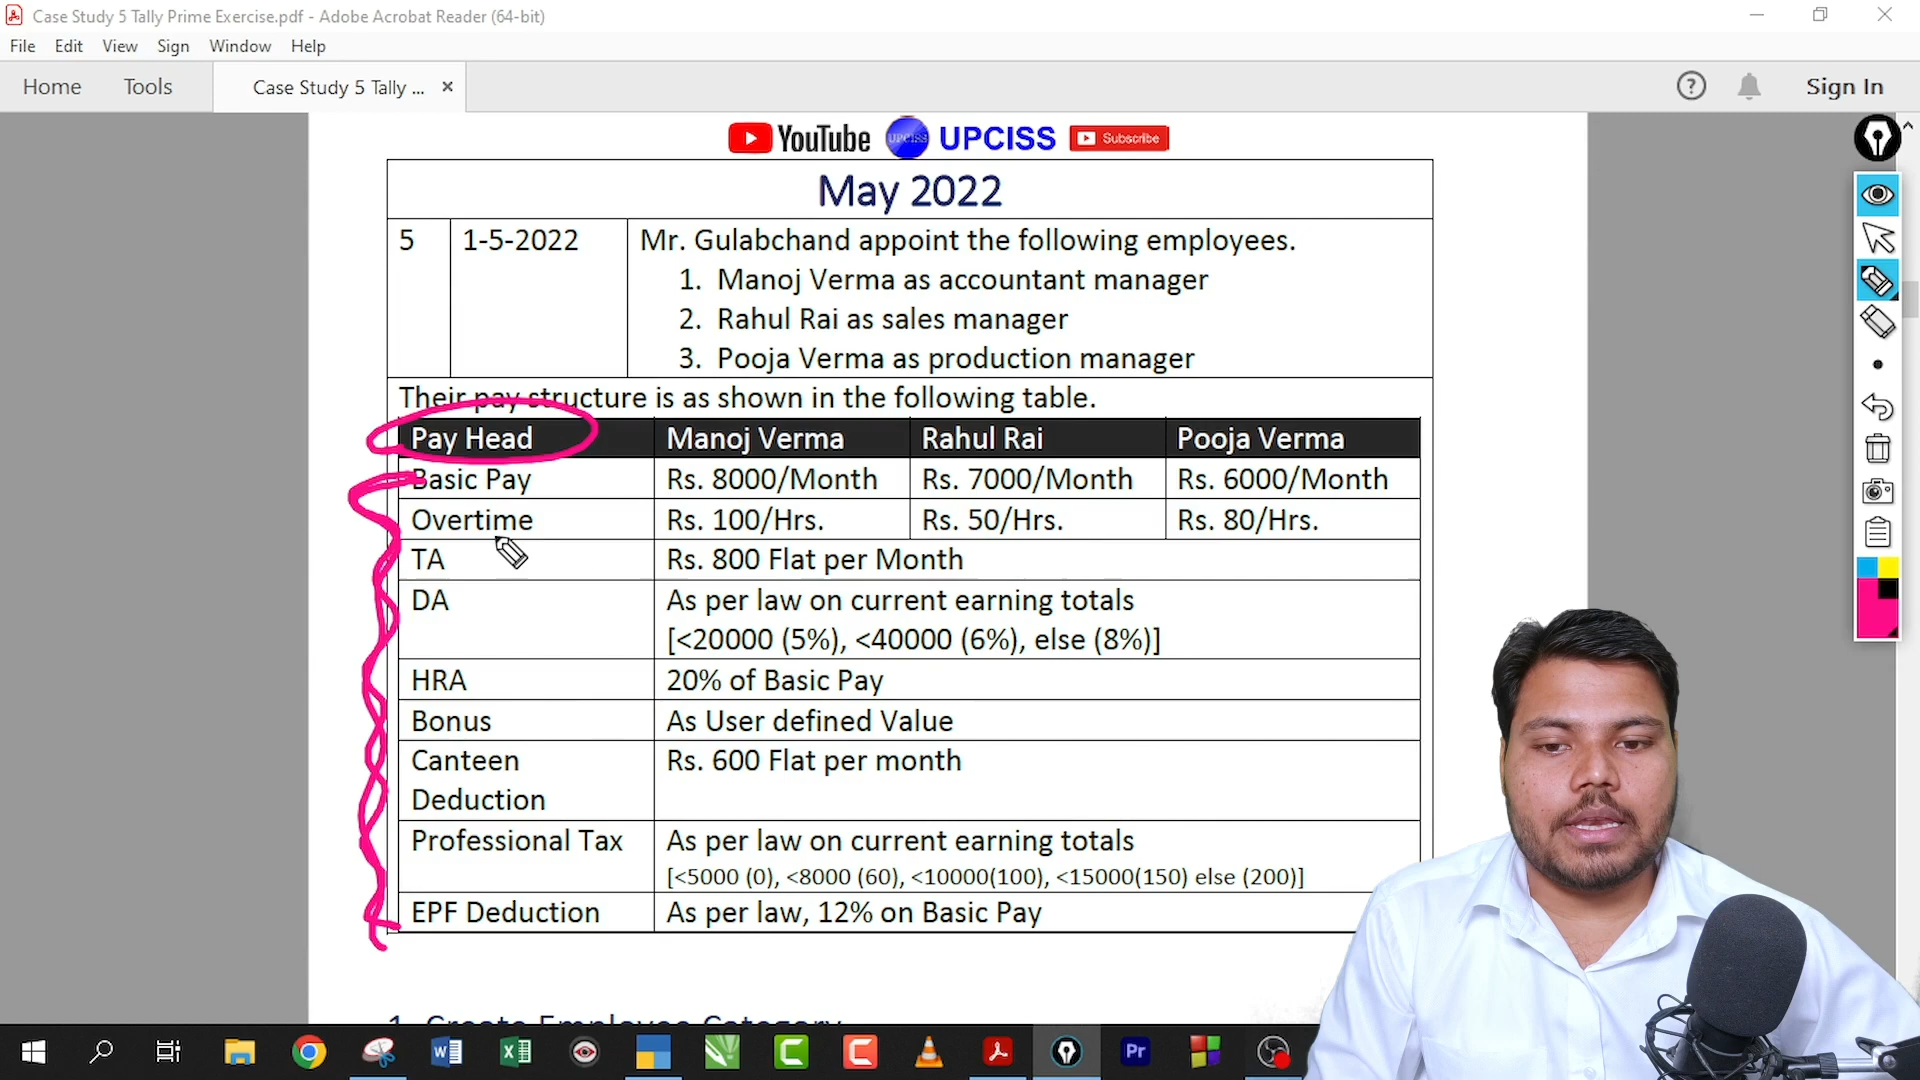 Case Study 5 Tally Prime Exercise.pdf - Adobe Acrobat Reader (64-bit)
File Edit View Sign Window Help
Home Tools Case Study 5 Tally ... × ? Sign In
YouTube UPCISS UPCISS Subscribe
May 2022
5 1-5-2022 Mr. Gulabchand appoint the following employees.
1. Manoj Verma as accountant manager
2. Rahul Rai as sales manager
3. Pooja Verma as production manager
Their pay structure is as shown in the following table.
Pay Head Manoj Verma Rahul Rai Pooja Verma
Basic Pay Rs. 8000/Month Rs. 7000/Month Rs. 6000/Month
Overtime Rs. 100/Hrs. Rs. 50/Hrs. Rs. 80/Hrs.
TA Rs. 800 Flat per Month
DA As per law on current earning totals
[<20000 (5%), <40000 (6%), else (8%)]
HRA 20% of Basic Pay
Bonus As User defined Value
Canteen Rs. 600 Flat per month
Deduction
Professional Tax As per law on current earning totals
[<5000 (0), <8000 (60), <10000(100), <15000(150) else (200)]
EPF Deduction As per law, 12% on Basic Pay
1. Create Employee Category
Pr